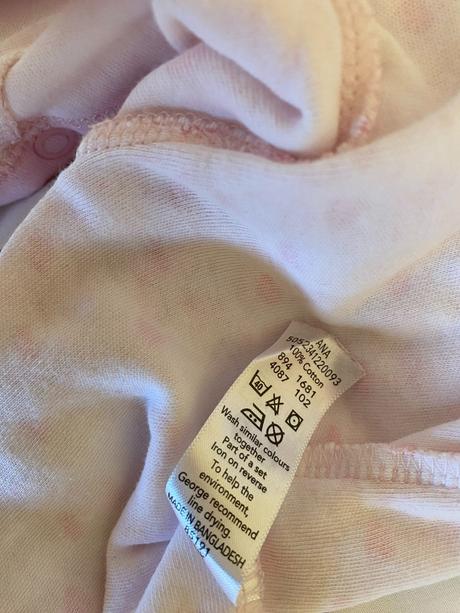 ANA
5052341220093
100% Cotton
894 1681
4087 102
40
Wash similar colours
together
Part of a set
Iron on reverse
To help the
environment,
George recommend
line drying.
MADE IN BANGLADESH